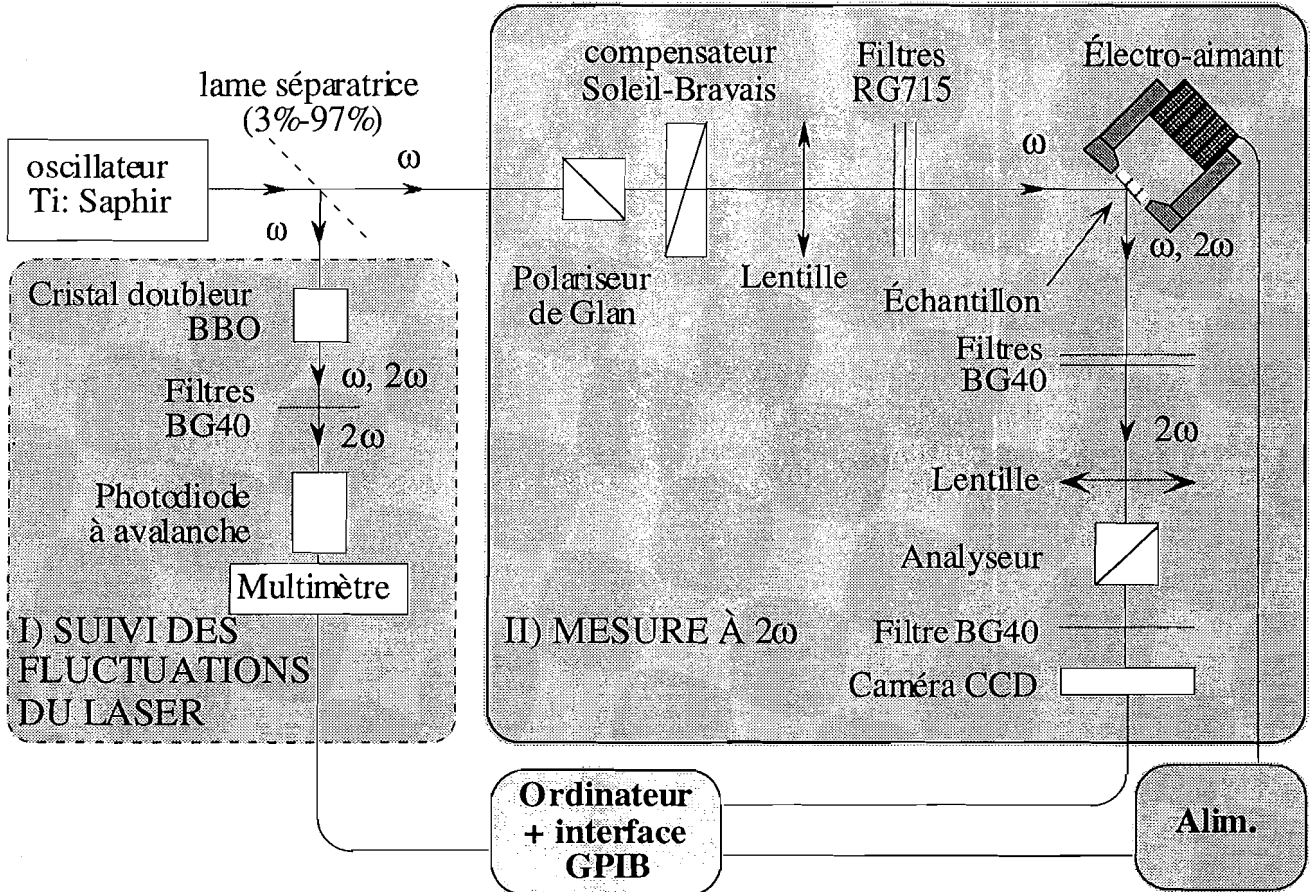 lame séparatrice
(3%-97%)
oscillateur
Ti: Saphir
ω
ω
Cristal doubleur
BBO
ω, 2ω
Filtres
BG40
2ω
Photodiode
à avalanche
Multimètre
I) SUIVI DES
FLUCTUATIONS
DU LASER
compensateur
Soleil-Bravais
Filtres
RG715
Électro-aimant
ω
Polariseur
de Glan
Lentille
Échantillon
ω, 2ω
Filtres
BG40
2ω
Lentille
Analyseur
II) MESURE À 2ω
Filtre BG40
Caméra CCD
Ordinateur
+ interface
GPIB
Alim.